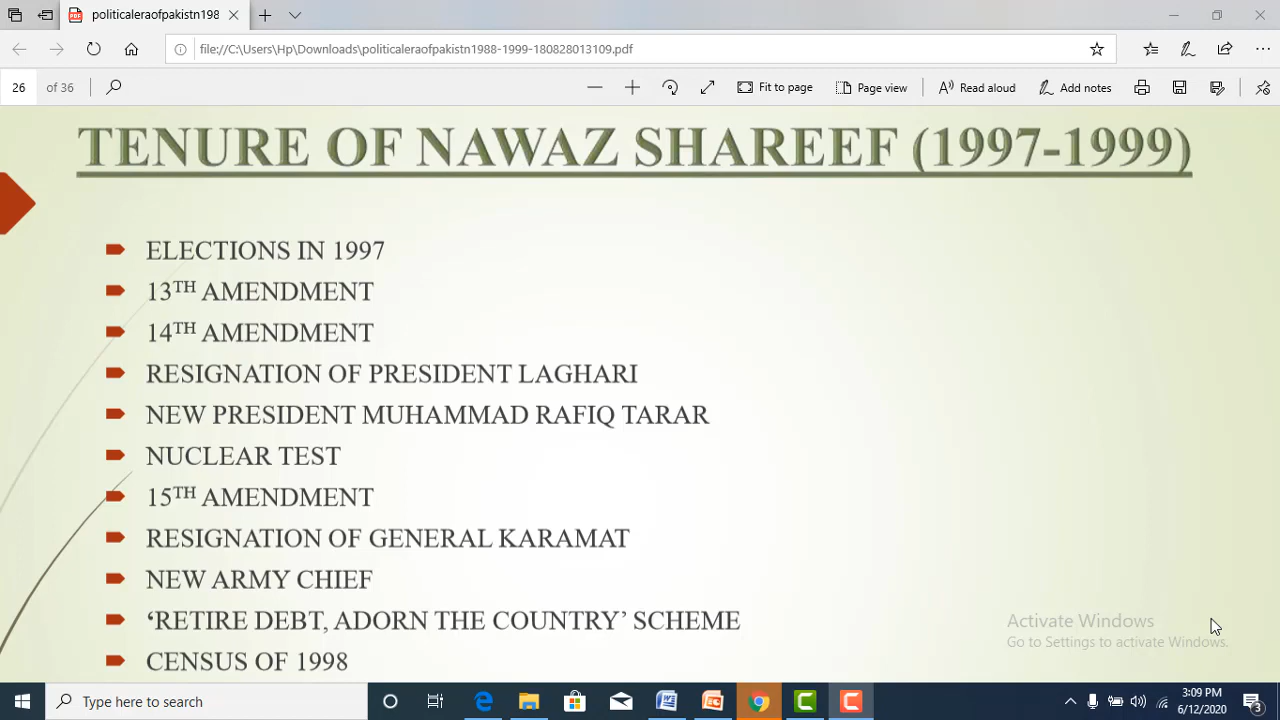 politicaleraofpakistn198
file://C:\Users\Hp\Downloads\politicaleraofpakistn1988-1999-180828013109.pdf
26 of 36 Fit to page Page view Read aloud Add notes
TENURE OF NAWAZ SHAREEF (1997-1999)
ELECTIONS IN 1997
13TH AMENDMENT
14TH AMENDMENT
RESIGNATION OF PRESIDENT LAGHARI
NEW PRESIDENT MUHAMMAD RAFIQ TARAR
NUCLEAR TEST
15TH AMENDMENT
RESIGNATION OF GENERAL KARAMAT
NEW ARMY CHIEF
‘RETIRE DEBT, ADORN THE COUNTRY’ SCHEME
CENSUS OF 1998
Activate Windows
Go to Settings to activate Windows.
Type here to search
3:09 PM
6/12/2020
3